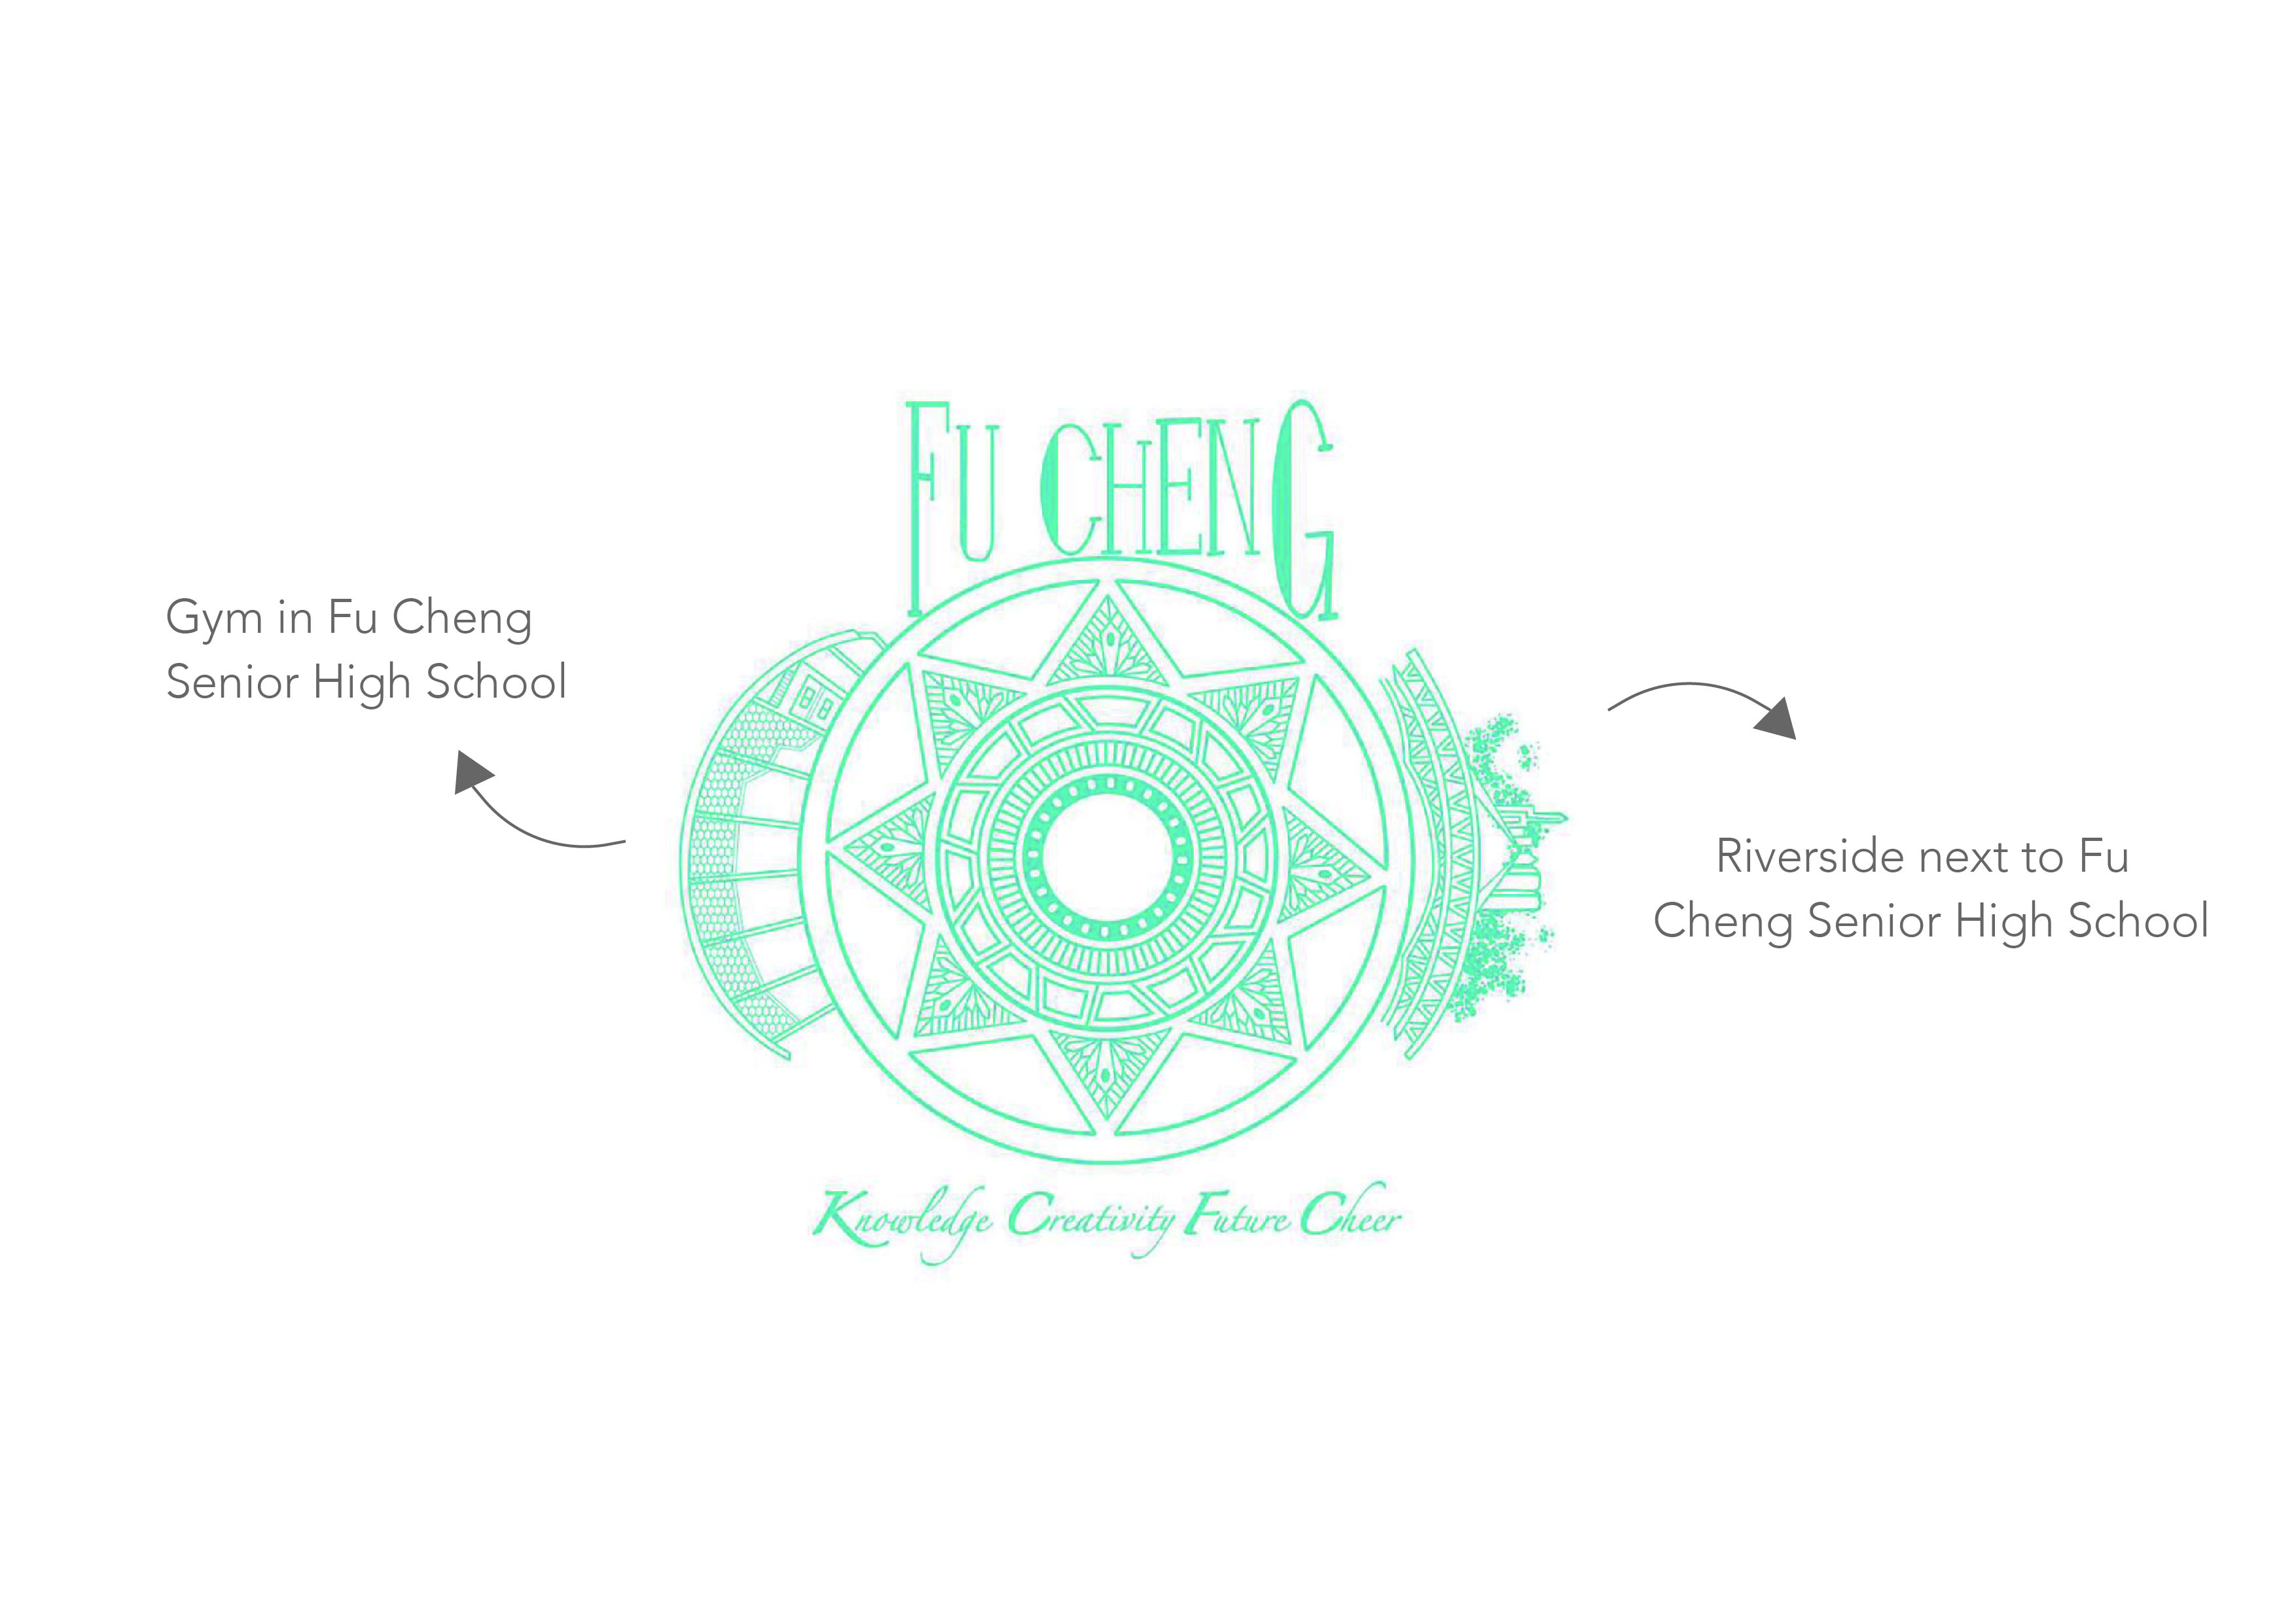 FU CHENG
Gym in Fu Cheng
Senior High School
Riverside next to Fu
Cheng Senior High School
Knowledge Creativity Future Cheer